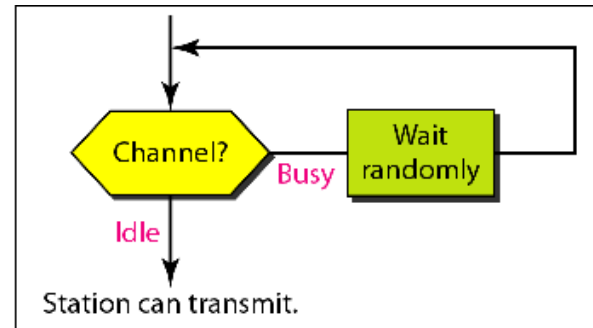 Channel?
Wait
randomly
Busy
Idle
Station can transmit.